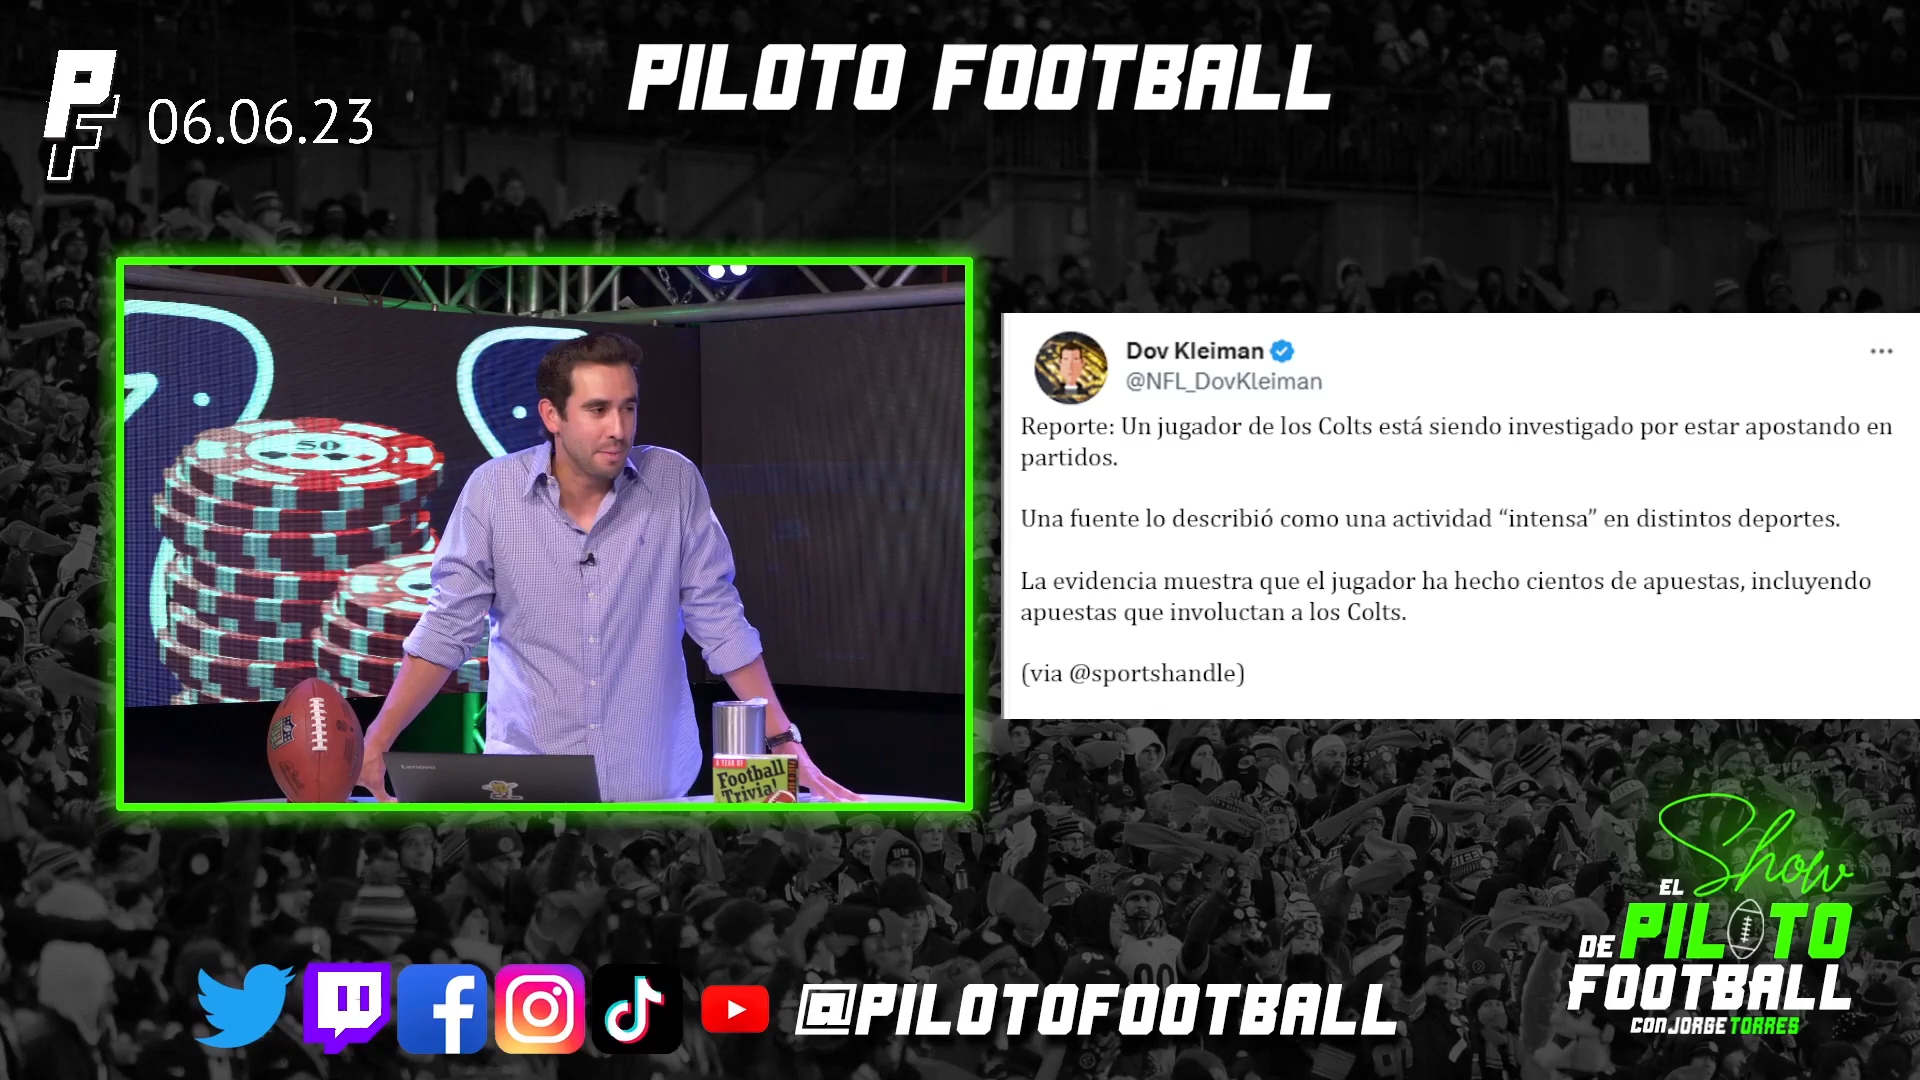 PILOTO FOOTBALL
PF
06.06.23
Dov Kleiman
@NFL_DovKleiman
Reporte: Un jugador de los Colts está siendo investigado por estar apostando en
partidos.
Una fuente lo describió como una actividad “intensa” en distintos deportes.
La evidencia muestra que el jugador ha hecho cientos de apuestas, incluyendo
apuestas que involuctan a los Colts.
(via @sportshandle)
50
Lenovo
A YEAR OF
Football
Trivia!
@PILOTOFOOTBALL
EL Show
DE PILOTO
FOOTBALL
CON JORGE TORRES